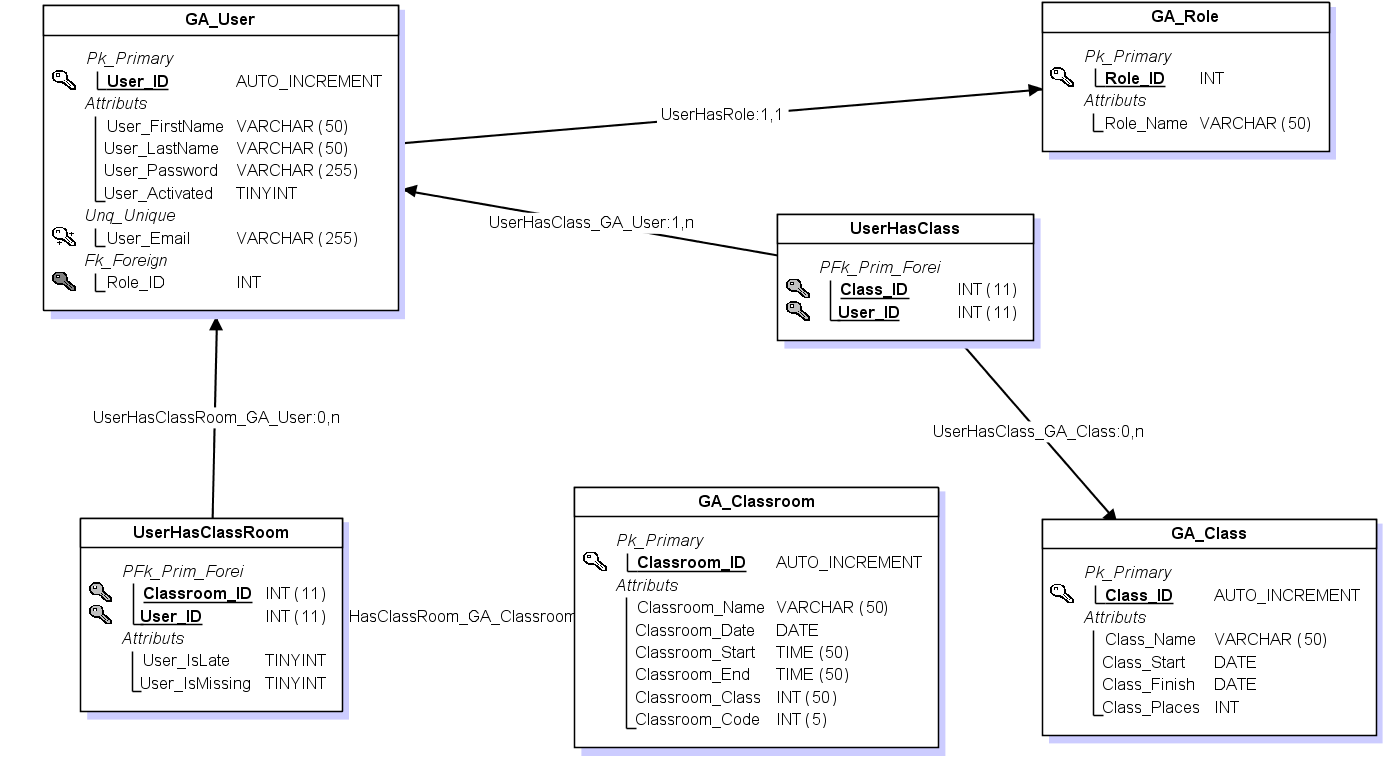 GA_User
Pk_Primary
User_ID AUTO_INCREMENT
Attributs
User_FirstName VARCHAR (50)
User_LastName VARCHAR (50)
User_Password VARCHAR (255)
User_Activated TINYINT
Unq_Unique
User_Email VARCHAR (255)
Fk_Foreign
Role_ID INT
UserHasRole:1,1
GA_Role
Pk_Primary
Role_ID INT
Attributs
Role_Name VARCHAR (50)
UserHasClass_GA_User:1,n
UserHasClass
PFk_Prim_Forei
Class_ID INT (11)
User_ID INT (11)
UserHasClassRoom_GA_User:0,n
UserHasClass_GA_Class:0,n
UserHasClassRoom
PFk_Prim_Forei
Classroom_ID INT (11)
User_ID INT (11)
Attributs
User_IsLate TINYINT
User_IsMissing TINYINT
HasClassRoom_GA_Classroom
GA_Classroom
Pk_Primary
Classroom_ID AUTO_INCREMENT
Attributs
Classroom_Name VARCHAR (50)
Classroom_Date DATE
Classroom_Start TIME (50)
Classroom_End TIME (50)
Classroom_Class INT (50)
Classroom_Code INT (5)
GA_Class
Pk_Primary
Class_ID AUTO_INCREMENT
Attributs
Class_Name VARCHAR (50)
Class_Start DATE
Class_Finish DATE
Class_Places INT